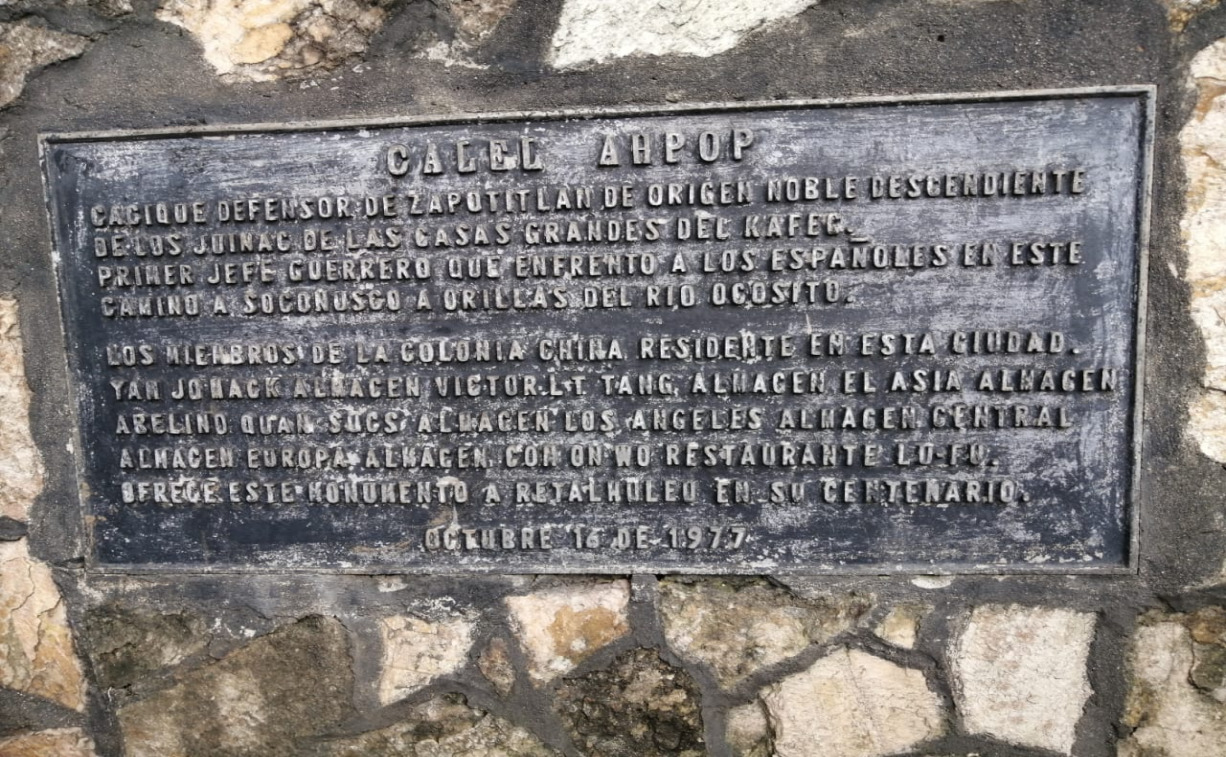 CALEL AHPOP
CACIQUE DEFENSOR DE ZAPOTITLAN DE ORIGEN NOBLE DESCENDIENTE
DE LOS JUINAC DE LAS CASAS GRANDES DEL
PRIMER JEFE GUERRERO QUE ENFRENTO A LOS ESPAÑOLES EN ESTE
CAMINO A SOCONUSCO A ORILLAS DEL RIO OCOSITO.
LOS MIEMBROS DE LA COLONIA CHINA RESIDENTE EN ESTA CIUDAD.
YAN ALMACEN VICTOR L.T TANG, ALMACEN EL ASIA ALMACEN
ABELINO QUAN SUCS ALMACEN LOS ANGELES ALMACEN CENTRAL
ALMACEN EUROPA ALMACEN CON ON WO RESTAURANTE LU-FU.
OFRECE ESTE MONUMENTO A RETALHULEU EN SU CENTENARIO.
OCTUBRE 16 DE 1977